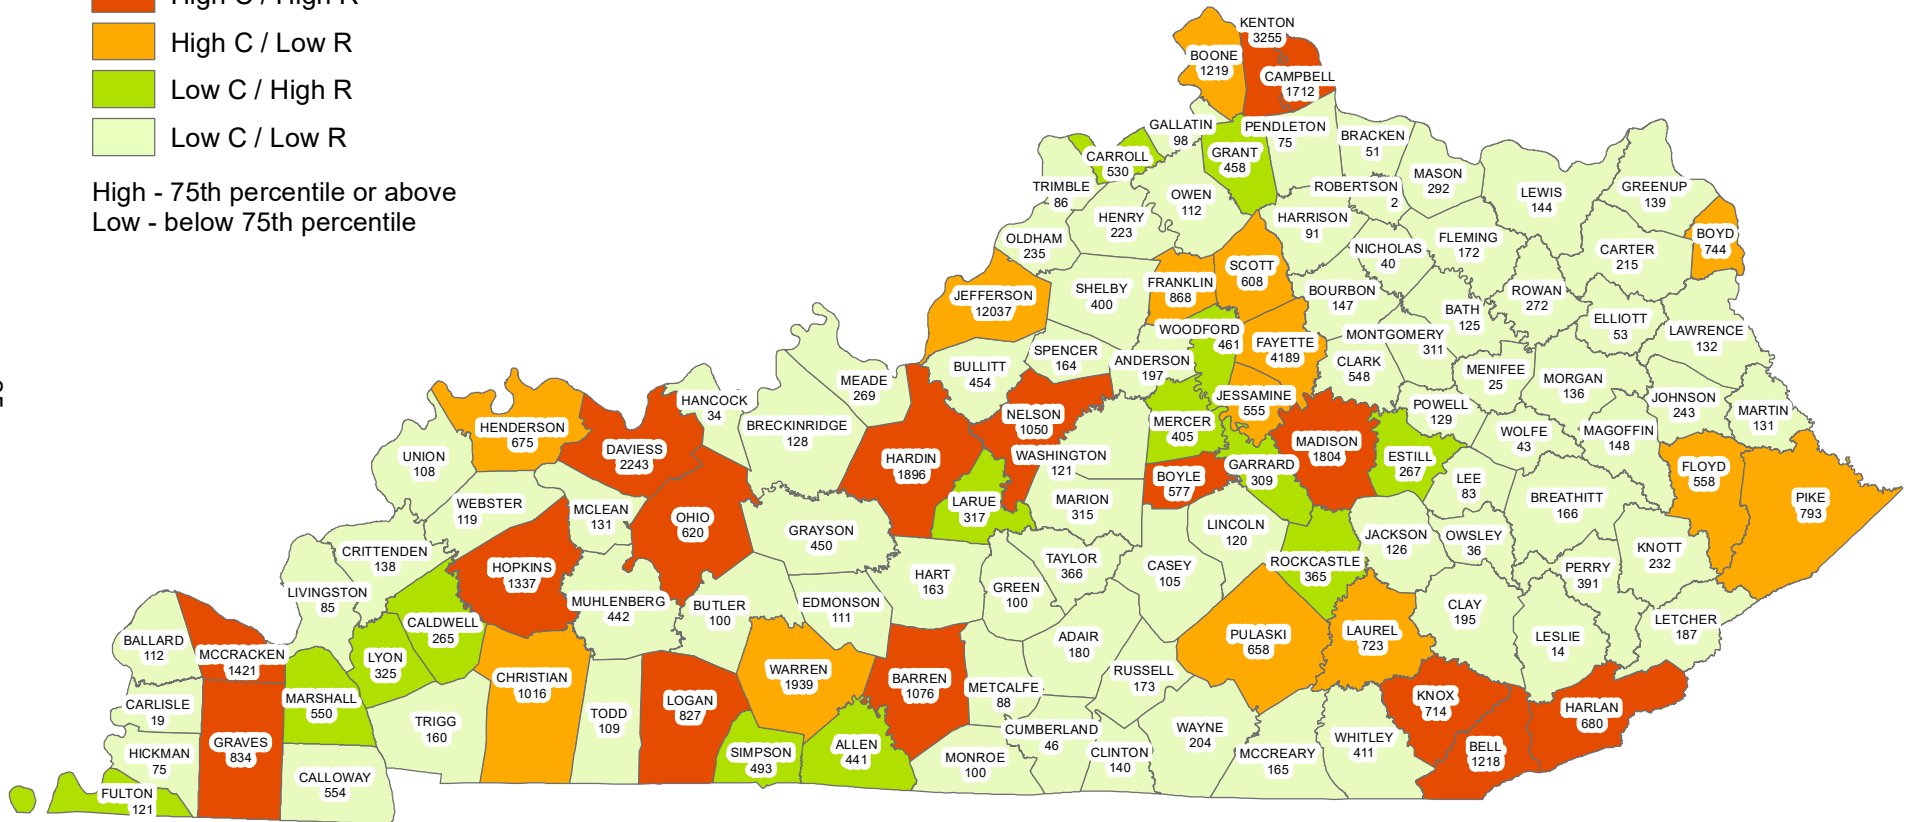 High C / High R
High C / Low R
Low C / High R
Low C / Low R
High - 75th percentile or above
Low - below 75th percentile
KENTON
3255
BOONE
1219
CAMPBELL
1712
GALLATIN
98
PENDLETON
75
BRACKEN
51
CARROLL
530
GRANT
458
MASON
292
TRIMBLE
86
OWEN
112
ROBERTSON
2
LEWIS
144
GREENUP
139
HENRY
223
HARRISON
91
OLDHAM
235
NICHOLAS
40
FLEMING
172
CARTER
215
BOYD
744
JEFFERSON
12037
SHELBY
400
FRANKLIN
868
SCOTT
608
BOURBON
147
BATH
125
ROWAN
272
ELLIOTT
53
LAWRENCE
132
WOODFORD
461
FAYETTE
4189
MONTGOMERY
311
SPENCER
164
ANDERSON
197
CLARK
548
MENIFEE
25
MORGAN
136
BULLITT
454
MEADE
269
HANCOCK
34
JESSAMINE
555
POWELL
129
JOHNSON
243
MARTIN
131
HENDERSON
675
BRECKINRIDGE
128
NELSON
1050
MERCER
405
MADISON
1804
WOLFE
43
MAGOFFIN
148
UNION
108
DAVIESS
2243
HARDIN
1896
WASHINGTON
121
BOYLE
577
GARRARD
309
ESTILL
267
LEE
83
FLOYD
558
PIKE
793
WEBSTER
119
MCLEAN
131
OHIO
620
GRAYSON
450
LARUE
317
MARION
315
LINCOLN
120
BREATHITT
166
CRITTENDEN
138
HOPKINS
1337
HART
163
TAYLOR
366
CASEY
105
ROCKCASTLE
365
JACKSON
126
OWSLEY
36
PERRY
391
KNOTT
232
LIVINGSTON
85
MUHLENBERG
442
BUTLER
100
EDMONSON
111
GREEN
100
CLAY
195
LETCHER
187
BALLARD
112
MCCRACKEN
1421
CALDWELL
265
LYON
325
ADAIR
180
PULASKI
658
LAUREL
723
LESLIE
14
CARLISLE
19
MARSHALL
550
CHRISTIAN
1016
WARREN
1939
BARREN
1076
METCALFE
88
RUSSELL
173
KNOX
714
HARLAN
680
TRIGG
160
TODD
109
LOGAN
827
HICKMAN
75
GRAVES
834
SIMPSON
493
ALLEN
441
MONROE
100
CUMBERLAND
46
CLINTON
140
WAYNE
204
MCCREARY
165
WHITLEY
411
BELL
1218
FULTON
121
CALLOWAY
554